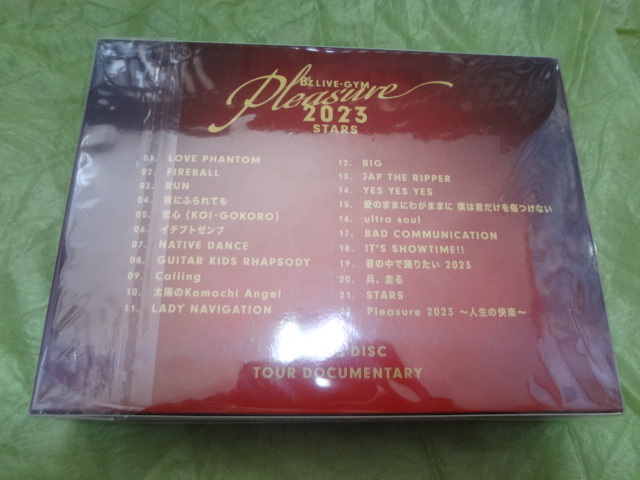 B'z LIVE-GYM
Pleasure
2023
STARS
01. LOVE PHANTOM
02. FIREBALL
03. RUN
04. 夜にふられても
05. 恋心 (KOI-GOKORO)
06. イチブトゼンブ
07. NATIVE DANCE
08. GUITAR KIDS RHAPSODY
09. Calling
10. 太陽のKomachi Angel
11. LADY NAVIGATION
12. BIG
13. JAP THE RIPPER
14. YES YES YES
15. 愛のままにわがままに 僕は君だけを傷つけない
16. ultra soul
17. BAD COMMUNICATION
18. IT'S SHOWTIME!!
19. 君の中で踊りたい 2023
20. 兵、走る
21. STARS
Pleasure 2023 〜人生の快楽〜
DISC
TOUR DOCUMENTARY